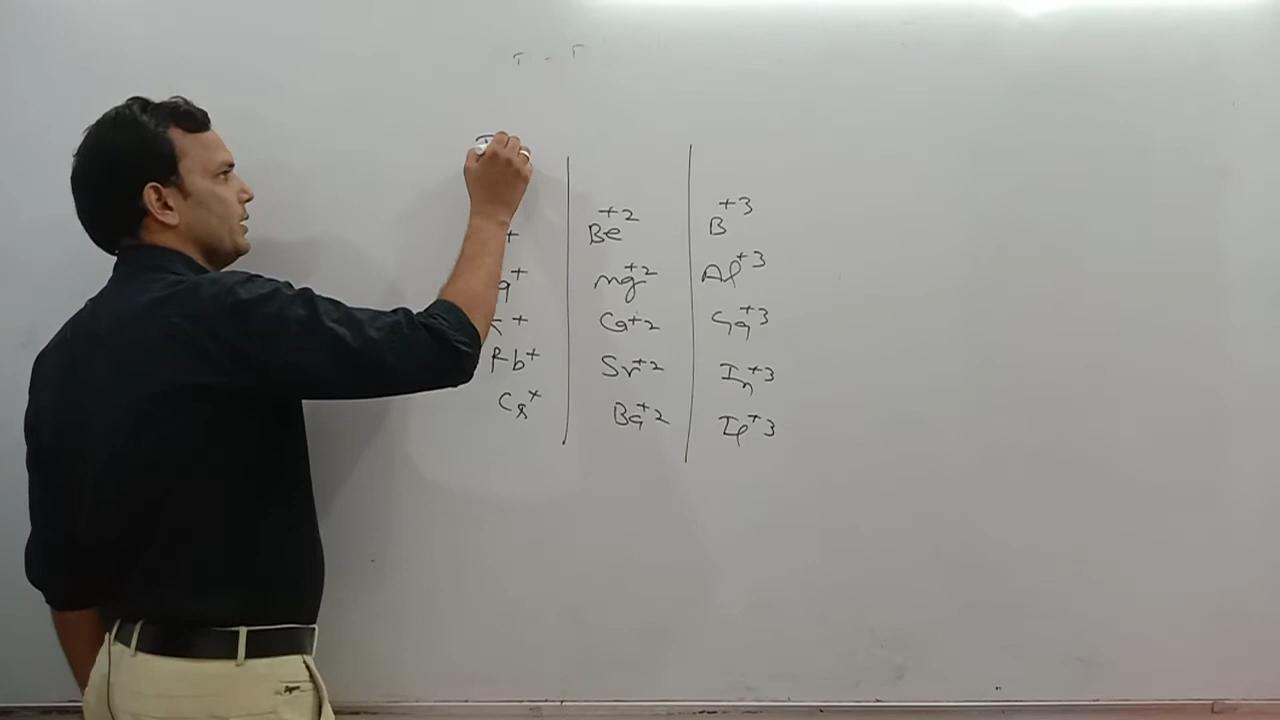 + Be+2 B+3
a+ mg+2 Al+3
K+ Ca+2 Ga+3
Rb+ Sr+2 In+3
Cs+ Ba+2 Tl+3